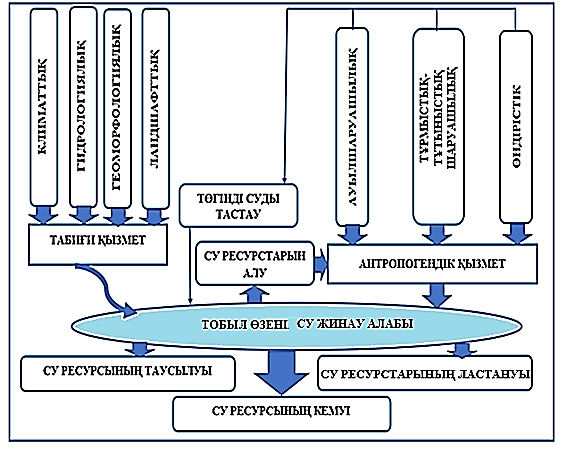 КЛИМАТТЫҚ
ГИДРОЛОГИЯЛЫҚ
ГЕОМОРФОЛОГИЯЛЫҚ
ЛАНДШАФТТЫҚ
АУЫЛШАРУАШЫЛЫҚ
ТҰРМЫСТЫҚ-
ТҰТЫНЫСТЫҚ
ШАРУАШЫЛЫҚ
ӨНДІРІСТІК
ТӨГІНДІ СУДЫ
ТАСТАУ
ТАБИҒИ ҚЫЗМЕТ
СУ РЕСУРСТАРЫН
АЛУ
АНТРОПОГЕНДІК ҚЫЗМЕТ
ТОБЫЛ ӨЗЕНІ СУ ЖИНАУ АЛАБЫ
СУ РЕСУРСЫНЫҢ ТАУСЫЛУЫ
СУ РЕСУРСТАРЫНЫҢ ЛАСТАНУЫ
СУ РЕСУРСЫНЫҢ КЕМУІ